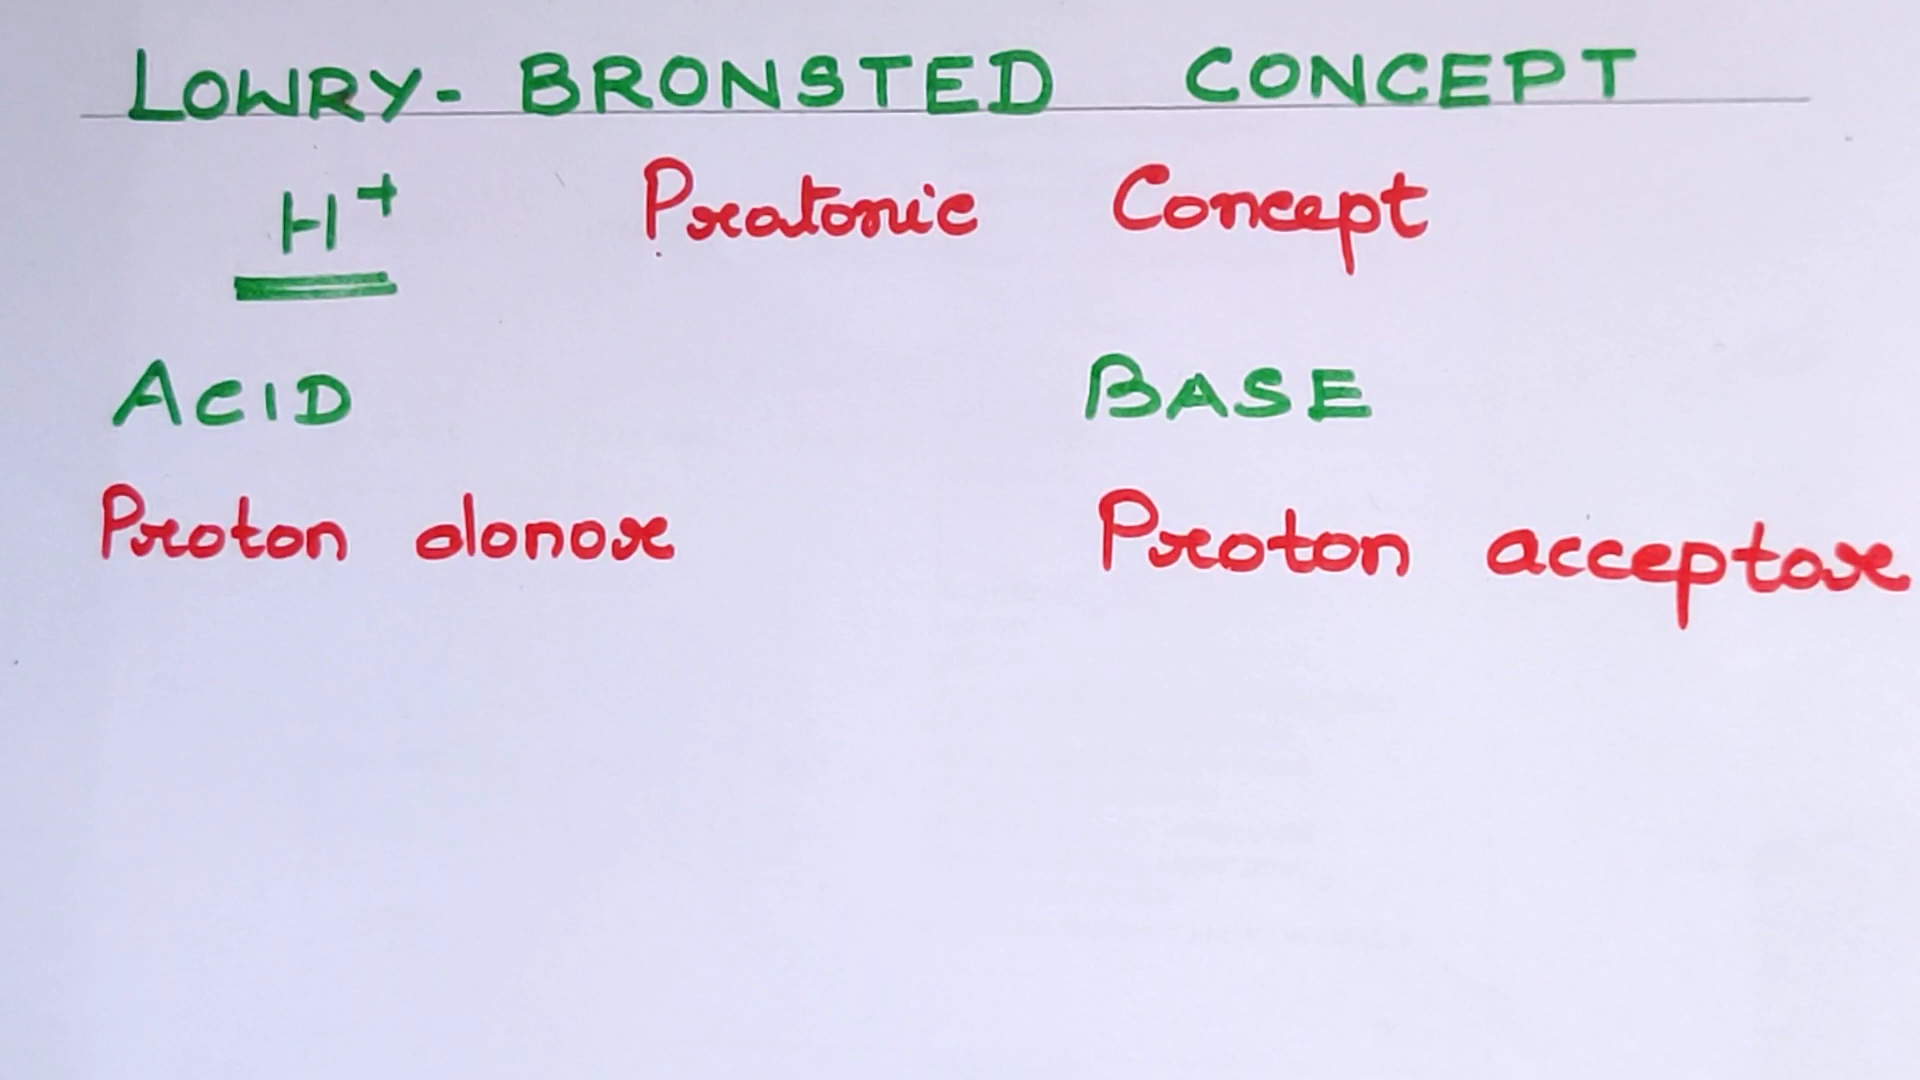 LOWRY- BRONSTED CONCEPT
H+ Protonic Concept
ACID BASE
Proton donor Proton acceptor